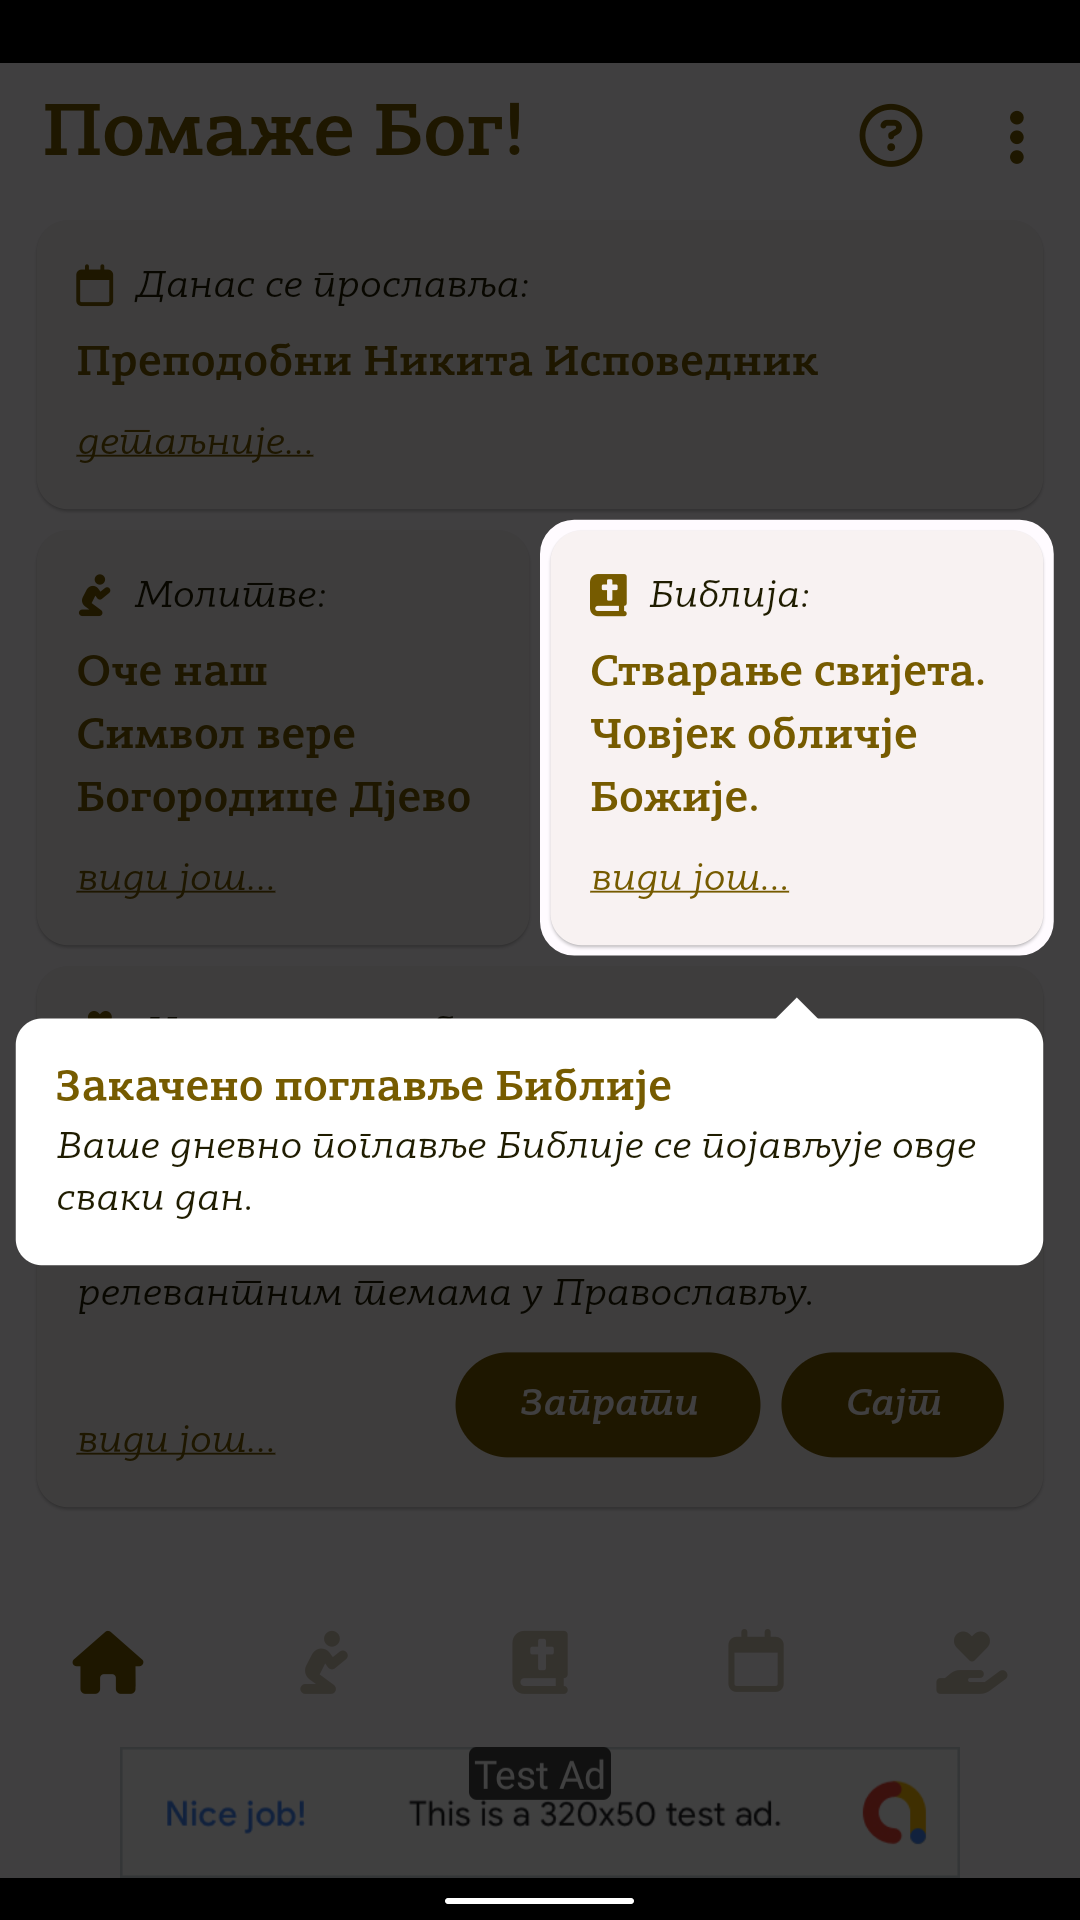 Помаже Бог!
Данас се прославља:
Преподобни Никита Исповедник
детаљније...
Молитве:
Оче наш
Символ вере
Богородице Дјево
види још...
Библија:
Стварање свијета.
Човјек обличје
Божије.
види још...
Закачено поглавље Библије
Ваше дневно поглавље Библије се појављује овде
сваки дан.
релевантним темама у Православљу.
види још...
Запрати
Сајт
Test Ad
Nice job!
This is a 320x50 test ad.